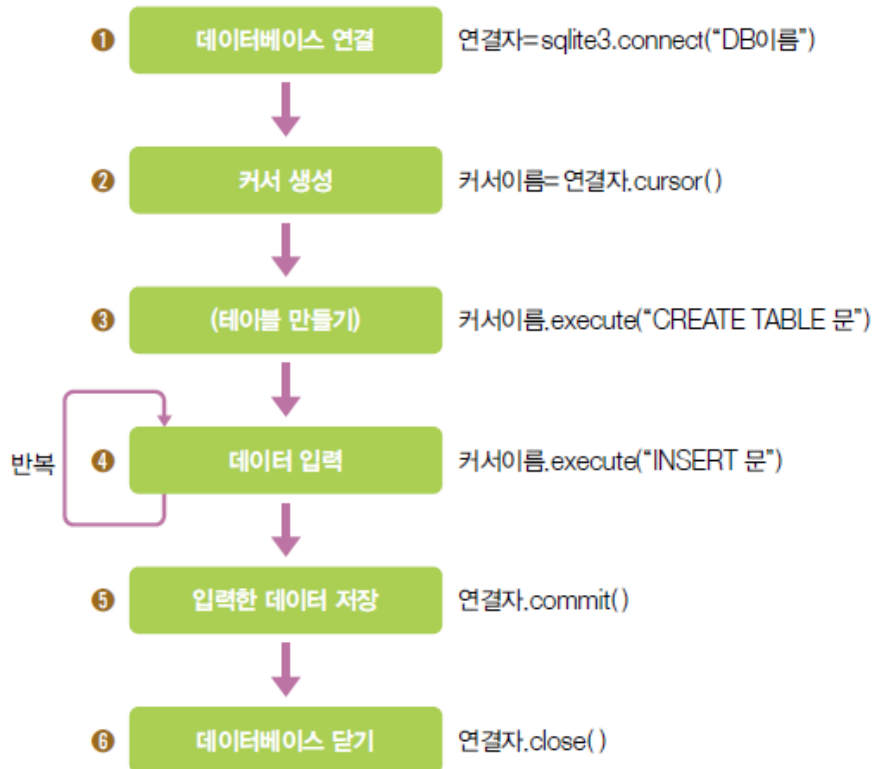 ❶ 데이터베이스 연결 연결자=sqlite3.connect(“DB이름”)
❷ 커서 생성 커서이름=연결자.cursor()
❸ (테이블 만들기) 커서이름.execute(“CREATE TABLE 문”)
반복 ❹ 데이터 입력 커서이름.execute(“INSERT 문”)
❺ 입력한 데이터 저장 연결자.commit()
❻ 데이터베이스 닫기 연결자.close()